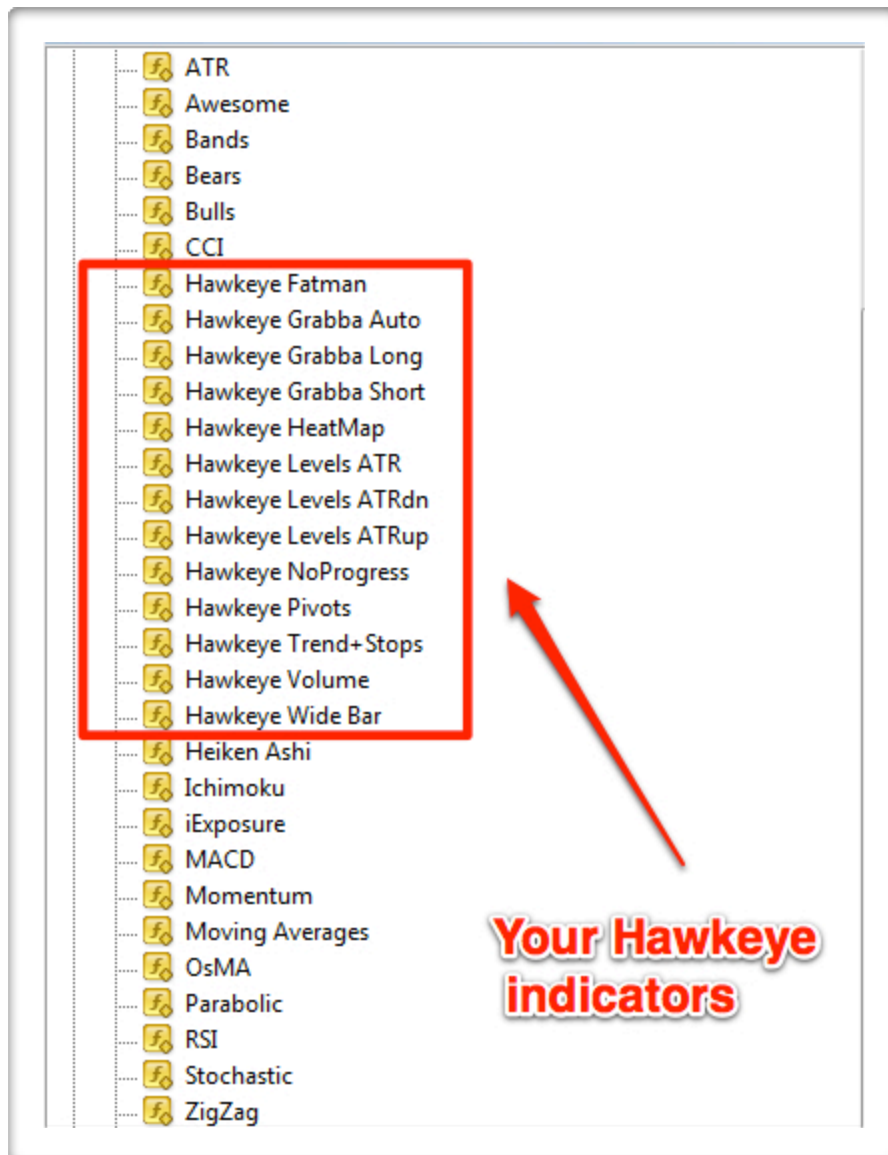 ATR
Awesome
Bands
Bears
Bulls
CCI
Hawkeye Fatman
Hawkeye Grabba Auto
Hawkeye Grabba Long
Hawkeye Grabba Short
Hawkeye HeatMap
Hawkeye Levels ATR
Hawkeye Levels ATRdn
Hawkeye Levels ATRup
Hawkeye NoProgress
Hawkeye Pivots
Hawkeye Trend+Stops
Hawkeye Volume
Hawkeye Wide Bar
Heiken Ashi
Ichimoku
iExposure
MACD
Momentum
Moving Averages
OsMA
Parabolic
RSI
Stochastic
ZigZag
Your Hawkeye
indicators